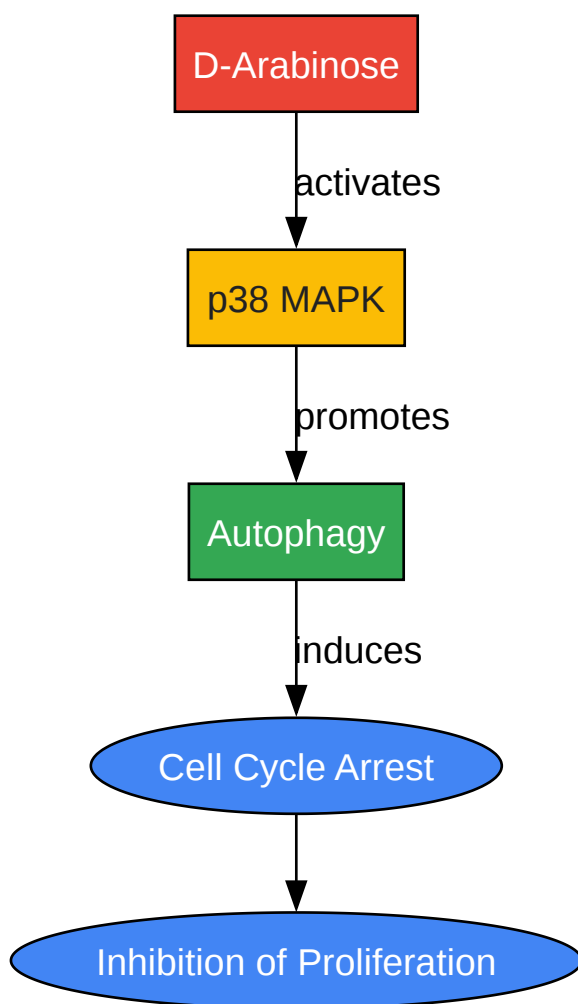 D-Arabinose
activates
p38 MAPK
promotes
Autophagy
induces
Cell Cycle Arrest
Inhibition of Proliferation